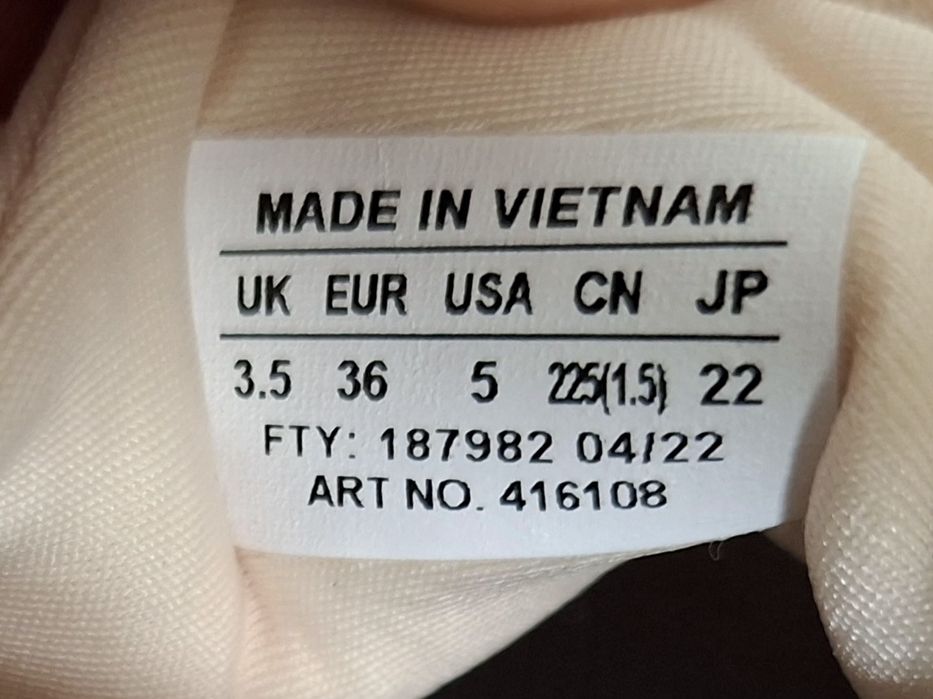 MADE IN VIETNAM
UK EUR USA CN JP
3.5 36 5 225(1.5) 22
FTY: 187982 04/22
ART NO. 416108